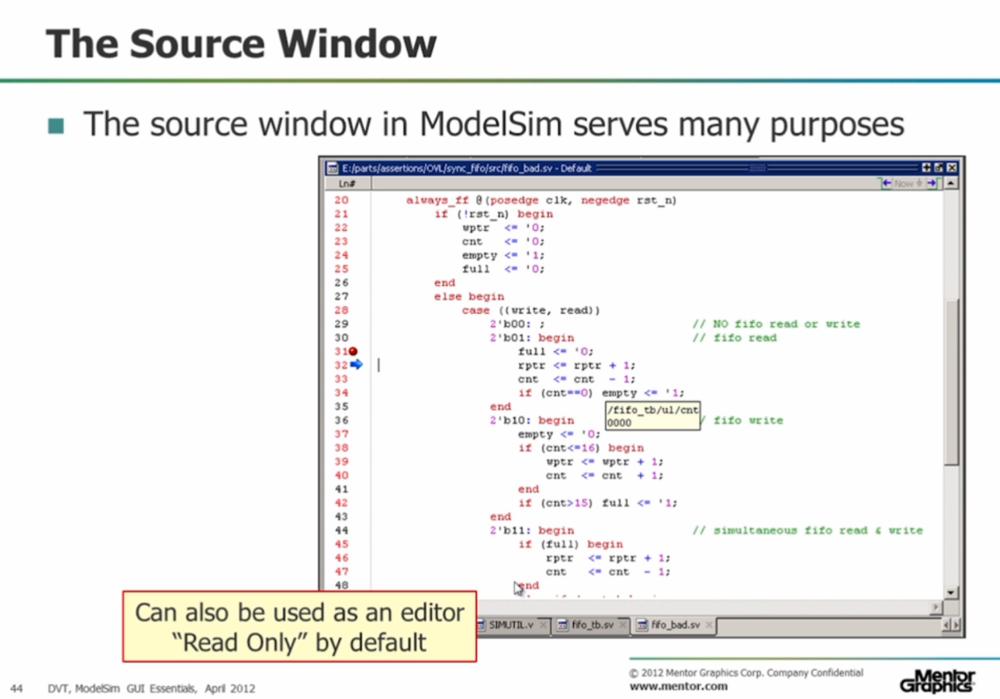 The Source Window
The source window in ModelSim serves many purposes
E:/parts/assertions/OVL/sync_fifo/src/fifo_bad.sv - Default
Ln#
Now
20 always_ff @(posedge clk, negedge rst_n)
21 if (!rst_n) begin
22 wptr <= '0;
23 cnt <= '0;
24 empty <= '1;
25 full <= '0;
26 end
27 else begin
28 case ({write, read})
29 2'b00: ; // NO fifo read or write
30 2'b01: begin // fifo read
31 full <= '0;
32 rptr <= rptr + 1;
33 cnt <= cnt - 1;
34 if (cnt==0) empty <= '1;
35 end
/fifo_tb/u1/cnt
0000
36 2'b10: begin / fifo write
37 empty <= '0;
38 if (cnt<=16) begin
39 wptr <= wptr + 1;
40 cnt <= cnt + 1;
41 end
42 if (cnt>15) full <= '1;
43 end
44 2'b11: begin // simultaneous fifo read & write
45 if (full) begin
46 rptr <= rptr + 1;
47 cnt <= cnt - 1;
48 end
SIMUTIL.v fifo_tb.sv fifo_bad.sv
Can also be used as an editor
“Read Only” by default
44 DVT, ModelSim GUI Essentials, April 2012
© 2012 Mentor Graphics Corp. Company Confidential
www.mentor.com
Mentor
Graphics